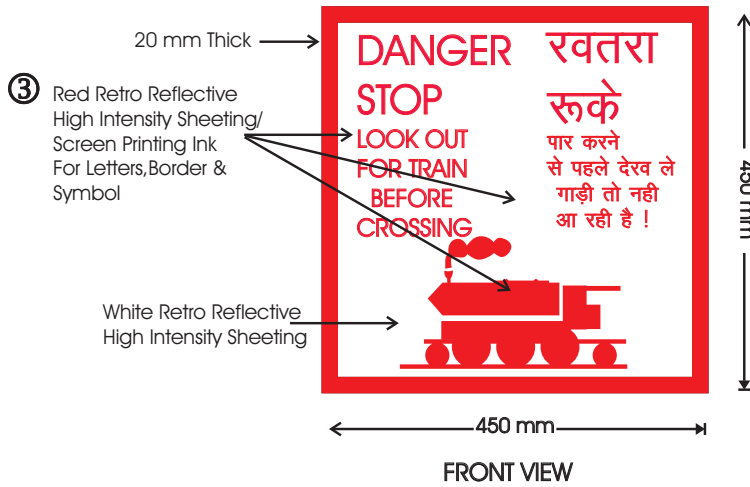 20 mm Thick
③ Red Retro Reflective
High Intensity Sheeting/
Screen Printing Ink
For Letters,Border &
Symbol
White Retro Reflective
High Intensity Sheeting
DANGER
STOP
LOOK OUT
FOR TRAIN
BEFORE
CROSSING
रवतरा
रूके
पार करने
से पहले देरव ले
गाड़ी तो नही
आ रही है !
450 mm
450 mm
FRONT VIEW